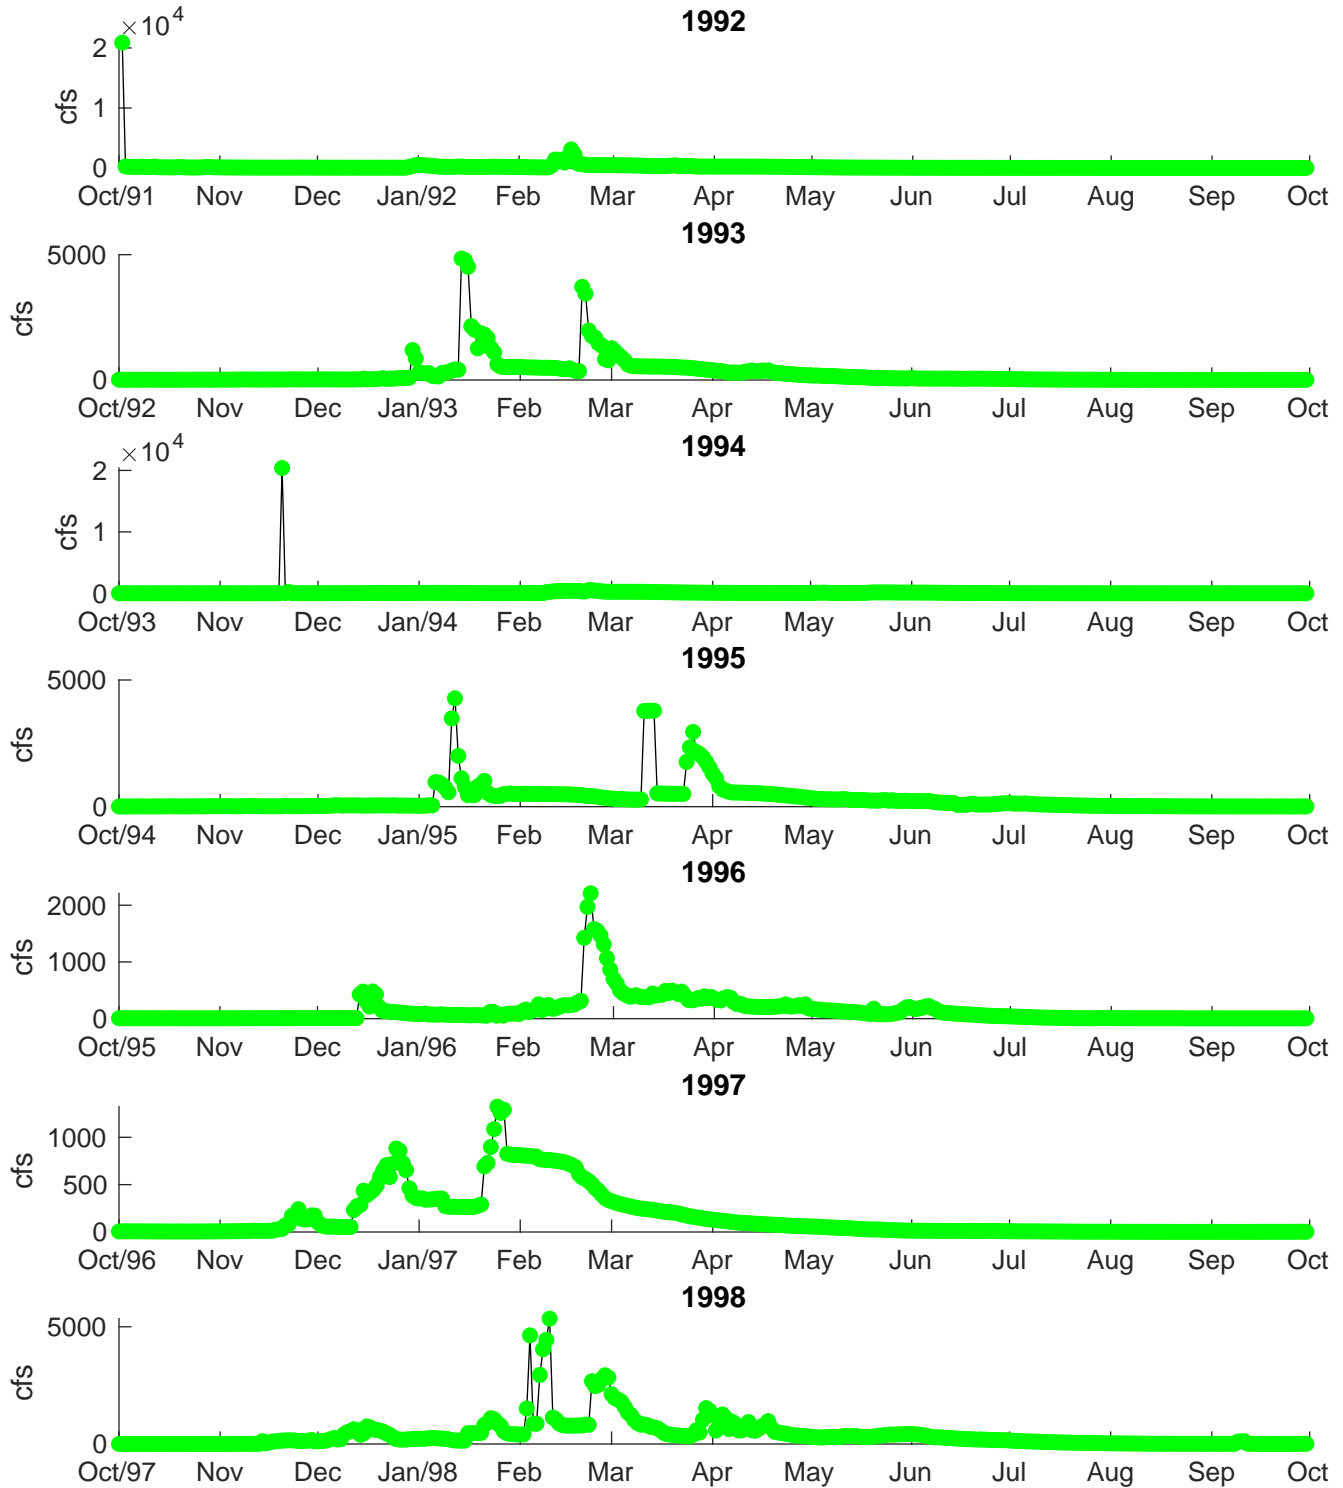 1992
×10⁴
2
1
0
cfs
Oct/91 Nov Dec Jan/92 Feb Mar Apr May Jun Jul Aug Sep Oct
1993
5000
0
cfs
Oct/92 Nov Dec Jan/93 Feb Mar Apr May Jun Jul Aug Sep Oct
1994
×10⁴
2
1
0
cfs
Oct/93 Nov Dec Jan/94 Feb Mar Apr May Jun Jul Aug Sep Oct
1995
5000
0
cfs
Oct/94 Nov Dec Jan/95 Feb Mar Apr May Jun Jul Aug Sep Oct
1996
2000
1000
0
cfs
Oct/95 Nov Dec Jan/96 Feb Mar Apr May Jun Jul Aug Sep Oct
1997
1000
500
0
cfs
Oct/96 Nov Dec Jan/97 Feb Mar Apr May Jun Jul Aug Sep Oct
1998
5000
0
cfs
Oct/97 Nov Dec Jan/98 Feb Mar Apr May Jun Jul Aug Sep Oct